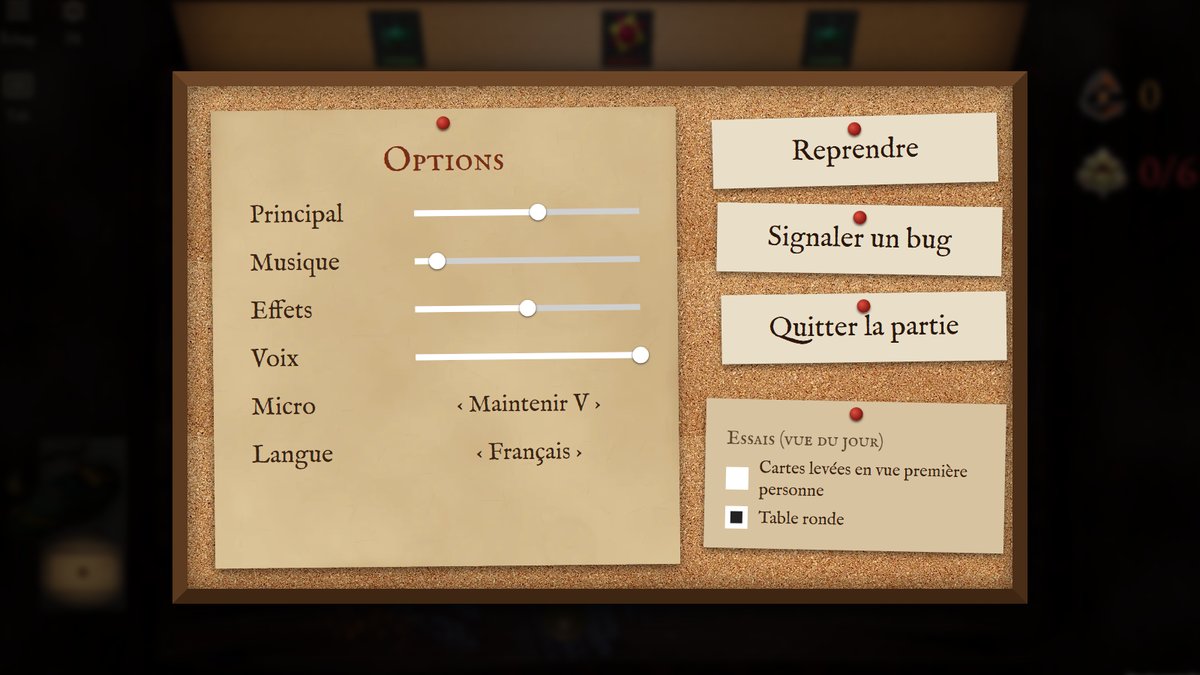 Options
Principal
Musique
Effets
Voix
Micro
‹ Maintenir V ›
Langue
‹ Français ›
Reprendre
Signaler un bug
Quitter la partie
Essais (vue du jour)
Cartes levées en vue première
personne
Table ronde
0
0/6